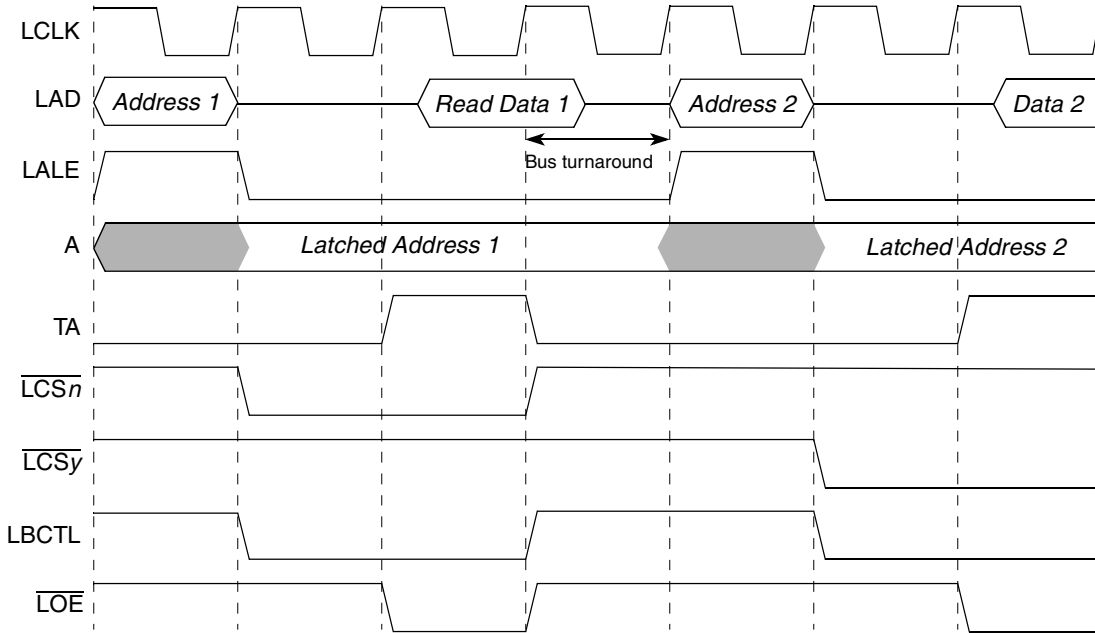 LCLK
LAD Address 1 Read Data 1 Address 2 Data 2
Bus turnaround
LALE
A Latched Address 1 Latched Address 2
TA
LCSn
LCSy
LBCTL
LOE